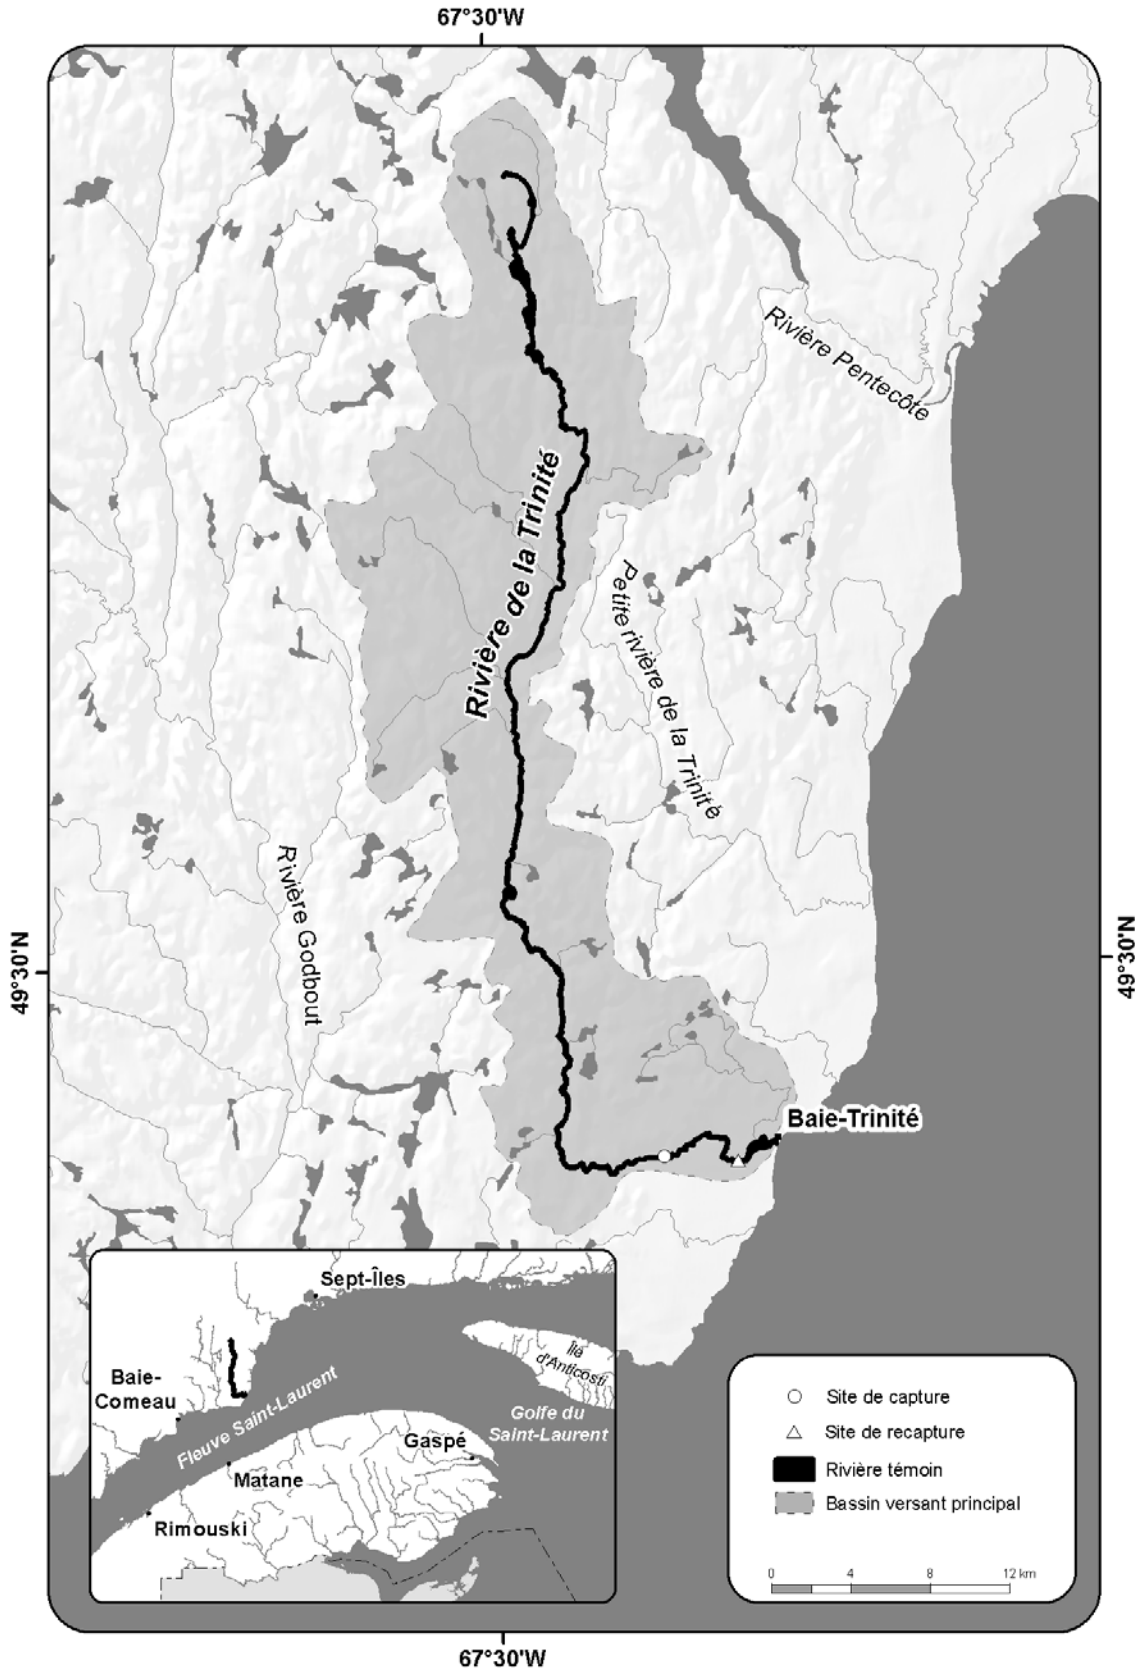 67°30'W
Rivière Pentecôte
Rivière de la Trinité
Petite rivière de la Trinité
Rivière Godbout
49°30'N
49°30'N
Baie-Trinité
Sept-Îles
Île
d'Anticosti
Baie-
Comeau
Fleuve Saint-Laurent
Golfe du
Saint-Laurent
Gaspé
Matane
Rimouski
Site de capture
Site de recapture
Rivière témoin
Bassin versant principal
0 4 8 12 km
67°30'W